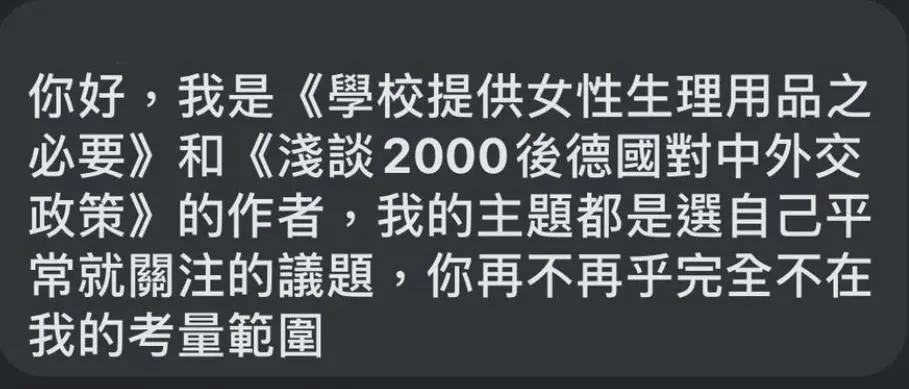 你好，我是《學校提供女性生理用品之
必要》和《淺談2000後德國對中外交
政策》的作者，我的主題都是選自己平
常就關注的議題，你再不再乎完全不在
我的考量範圍